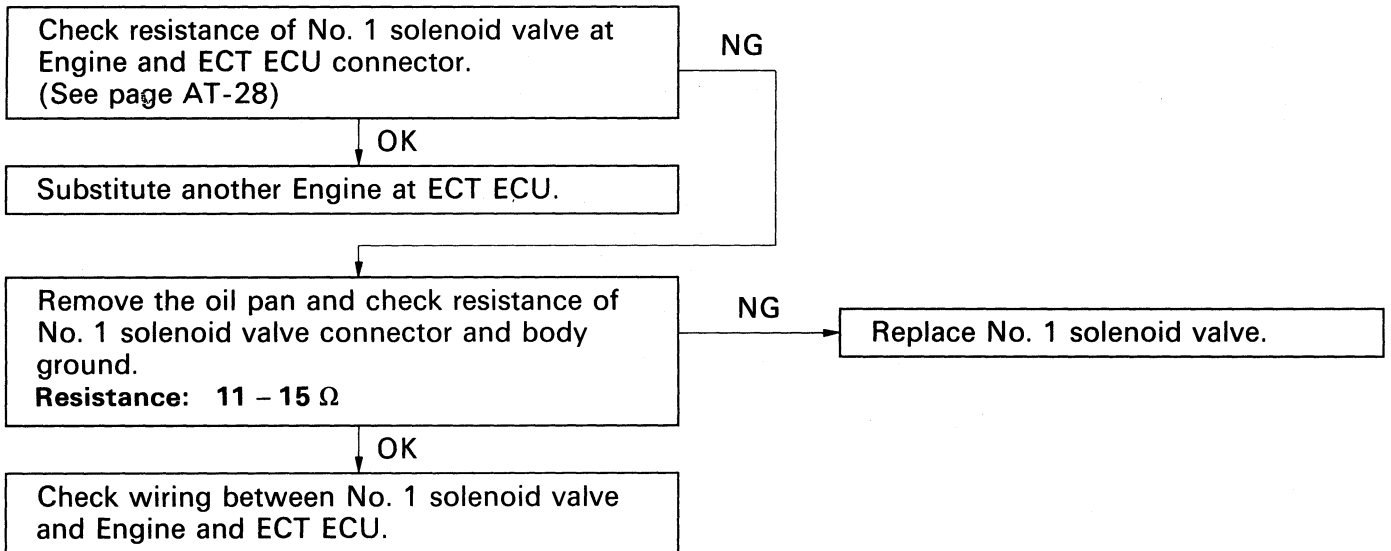 Check resistance of No. 1 solenoid valve at
Engine and ECT ECU connector.
(See page AT-28)
NG
OK
Substitute another Engine at ECT ECU.
Remove the oil pan and check resistance of
No. 1 solenoid valve connector and body
ground.
Resistance: 11 – 15 Ω
NG
Replace No. 1 solenoid valve.
OK
Check wiring between No. 1 solenoid valve
and Engine and ECT ECU.